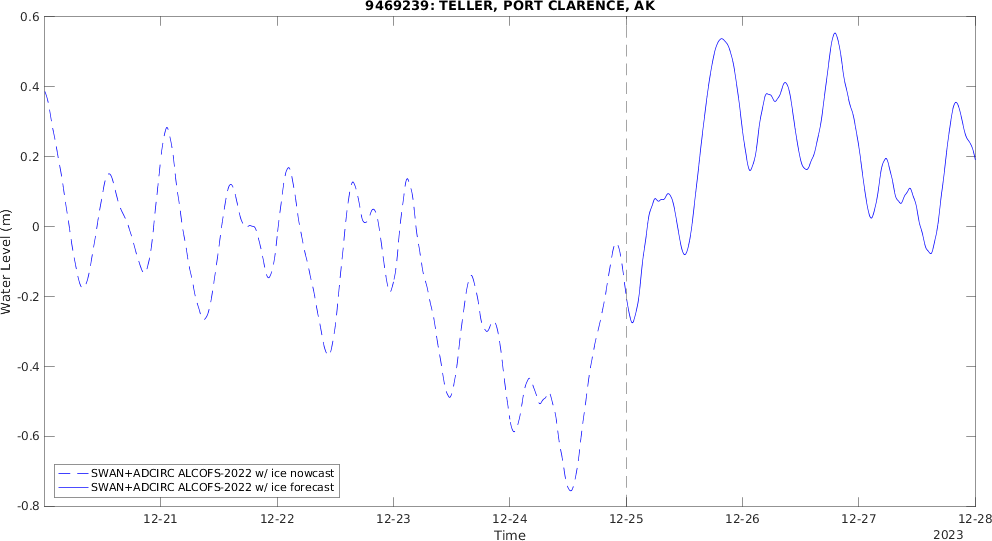 9469239: TELLER, PORT CLARENCE, AK
0.6
0.4
0.2
0
-0.2
-0.4
-0.6
-0.8
Water Level (m)
SWAN+ADCIRC ALCOFS-2022 w/ ice nowcast
SWAN+ADCIRC ALCOFS-2022 w/ ice forecast
12-21 12-22 12-23 12-24 12-25 12-26 12-27 12-28
Time
2023